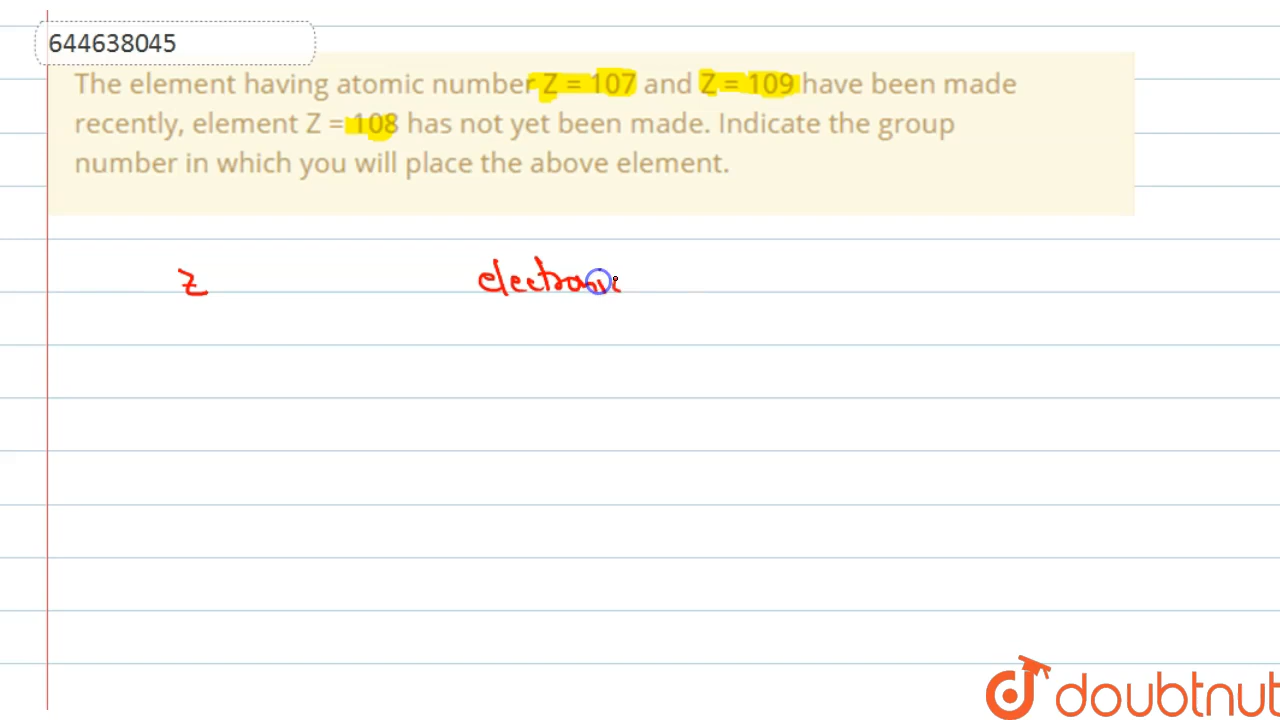 644638045
The element having atomic number Z = 107 and Z = 109 have been made
recently, element Z = 108 has not yet been made. Indicate the group
number in which you will place the above element.
Z electronic
doubtnut